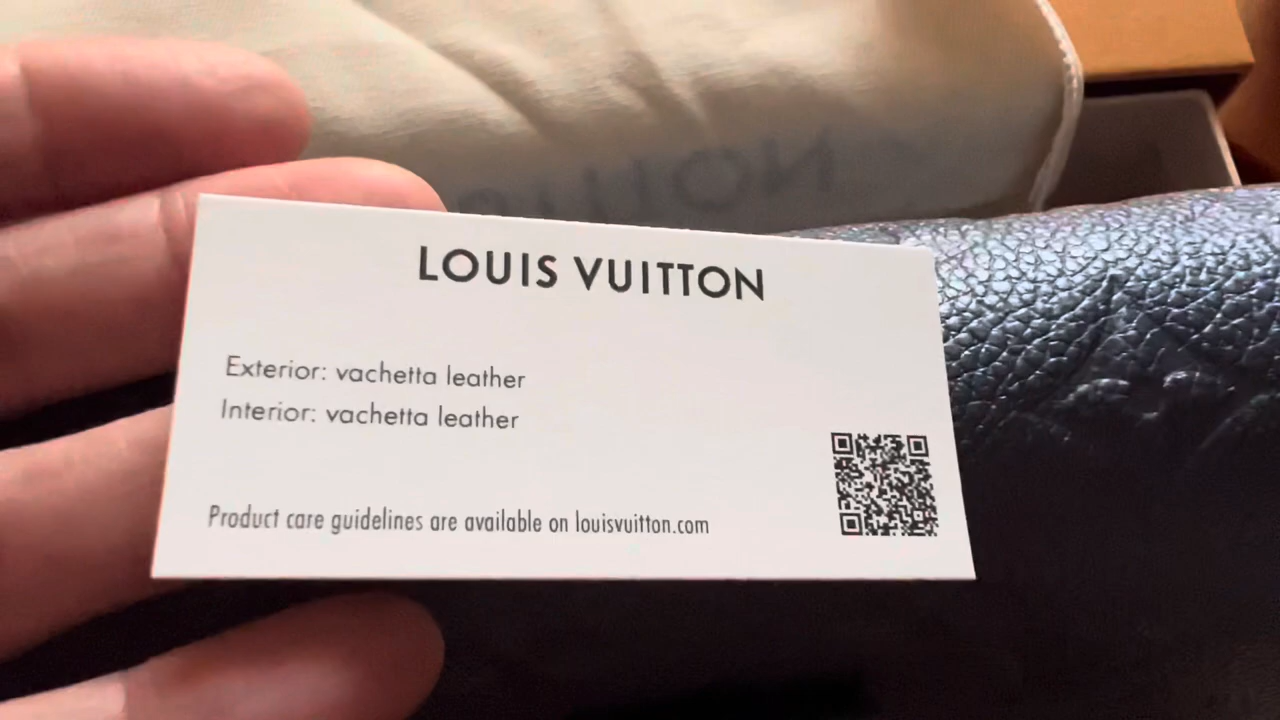 LOUIS VUITTON
Exterior: vachetta leather
Interior: vachetta leather
Product care guidelines are available on louisvuitton.com